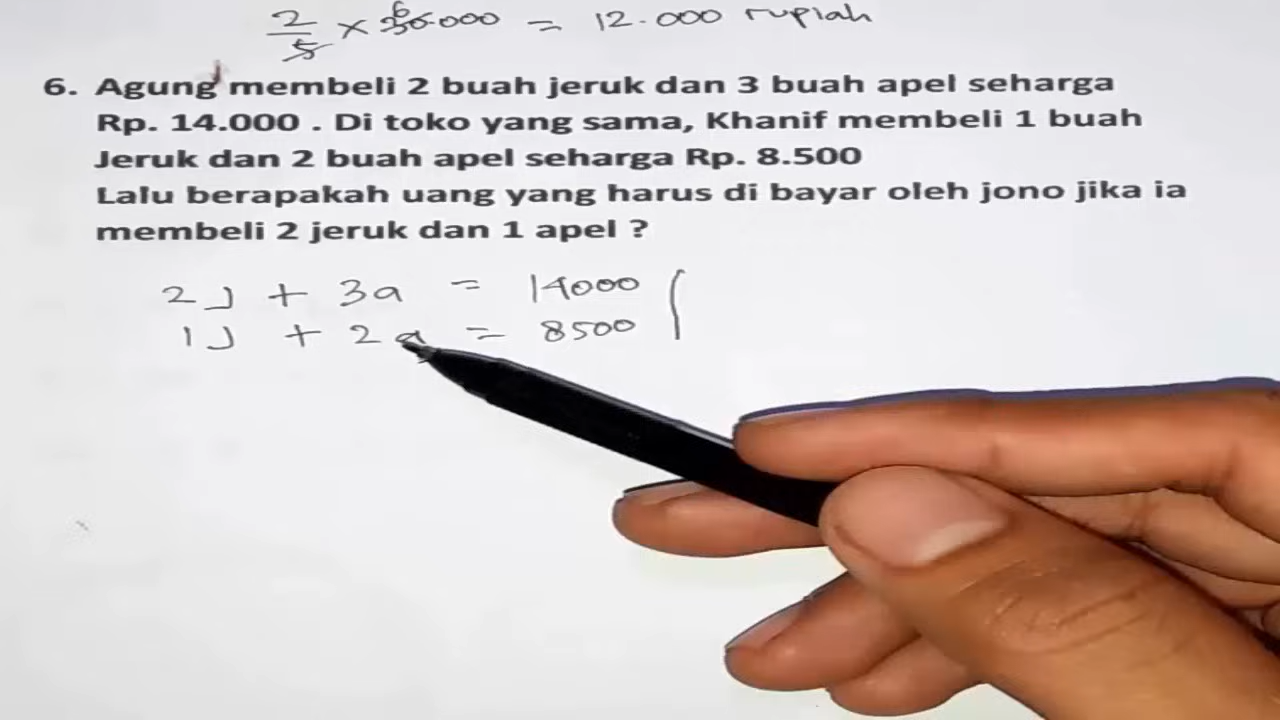 2/5 × 30.000 6 = 12.000 rupiah
6. Agung membeli 2 buah jeruk dan 3 buah apel seharga
Rp. 14.000 . Di toko yang sama, Khanif membeli 1 buah
Jeruk dan 2 buah apel seharga Rp. 8.500
Lalu berapakah uang yang harus di bayar oleh jono jika ia
membeli 2 jeruk dan 1 apel ?
2J + 3a = 14000
1J + 2a = 8500